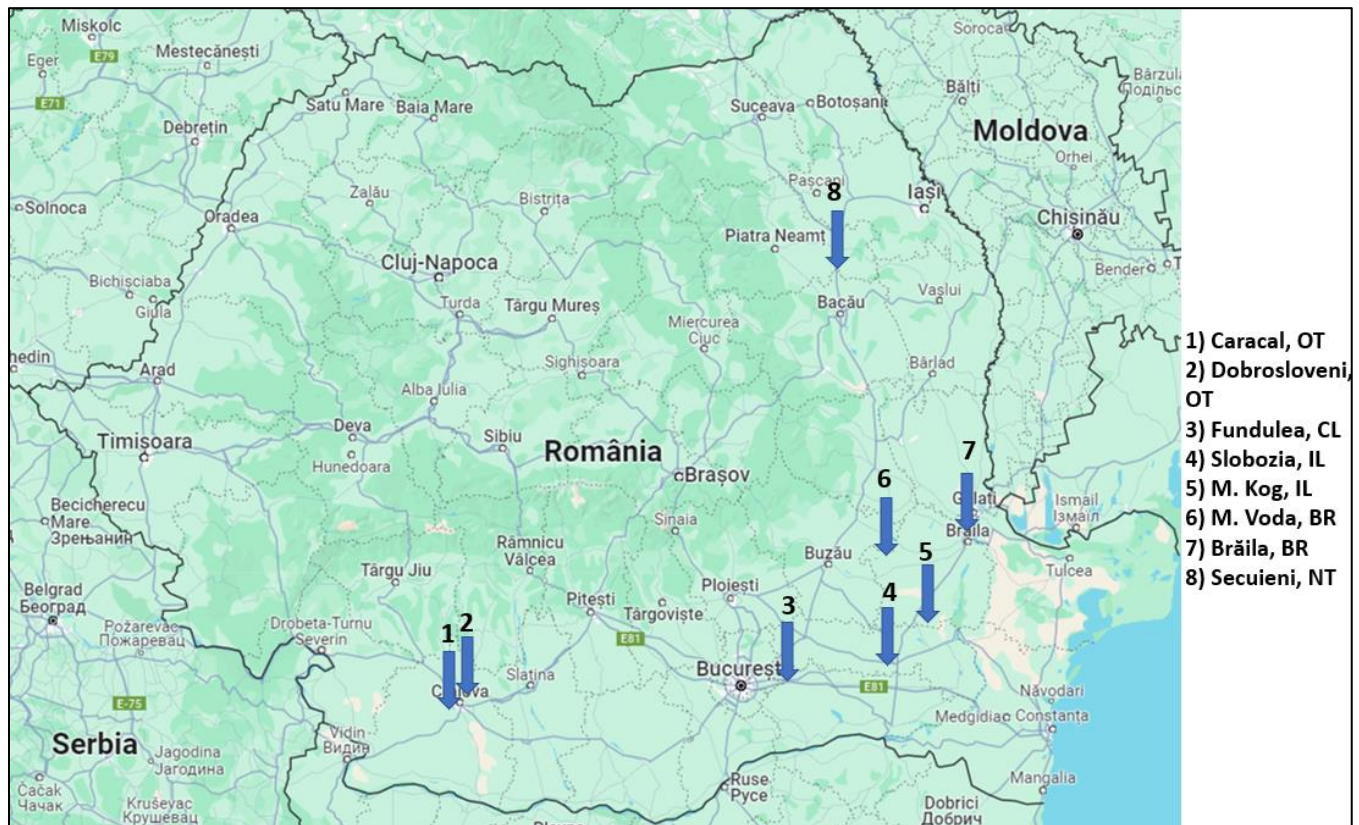 Miskolc
Mestecănești
Eger
E79
E71
Debrețin
Satu Mare
Baia Mare
Suceava
Botoșani
Bălți
Soroca
Moldova
Orhei
Chișinău
Bender
Solnoca
Oradea
Zalău
Bistrița
Pașcani
Iași
8
Piatra Neamț
Cluj-Napoca
Bichișciaba
Giula
Turda
Târgu Mureș
Miercurea
Ciuc
Bacău
Vaslui
Arad
Alba Iulia
Sighișoara
Bârlad
Timișoara
Deva
Hunedoara
Sibiu
România
Brașov
7
6
Ismail
Ізмаїл
Becicherecu
Mare
Зрењанин
Brăila
Sinaia
Buzău
5
Tulcea
Râmnicu
Vâlcea
Târgu Jiu
Ploiești
Pitești
Târgoviște
3
4
Belgrad
Београд
Požarevac
Пожаревац
Drobeta-Turnu
Severin
1
2
E81
Slatina
București
E81
Năvodari
Medgidia
Constanța
E-75
Vidin
Видин
Serbia
Jagodina
Јагодина
Čačak
Чачак
Kruševac
Крушевац
Ruse
Русе
Mangalia
Dobrici
Добрич
1) Caracal, OT
2) Dobrosloveni,
OT
3) Fundulea, CL
4) Slobozia, IL
5) M. Kog, IL
6) M. Voda, BR
7) Brăila, BR
8) Secuieni, NT